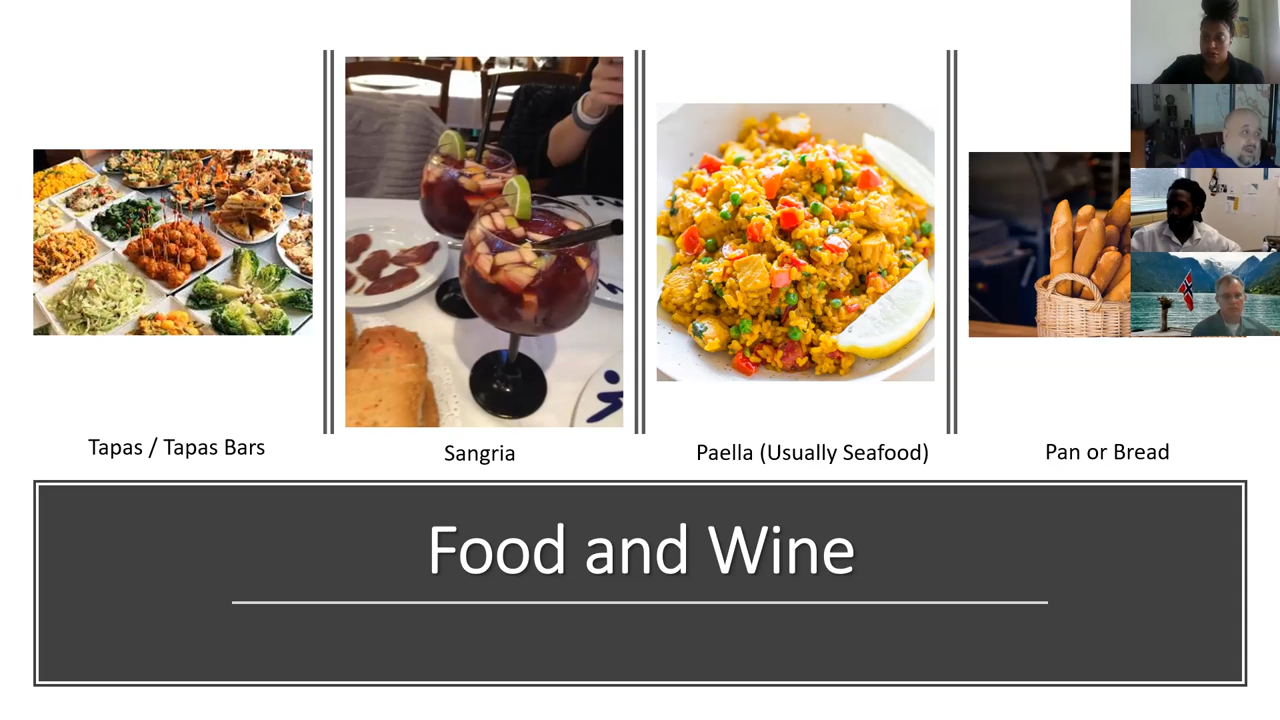 Tapas / Tapas Bars
Sangria
Paella (Usually Seafood)
Pan or Bread
Food and Wine